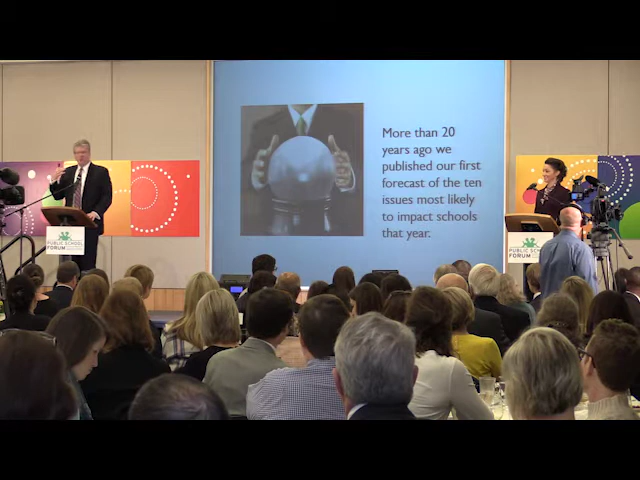 More than 20
years ago we
published our first
forecast of the ten
issues most likely
to impact schools
that year.
PUBLIC SCHOOL
FORUM
PUBLIC SCHOOL
FORUM